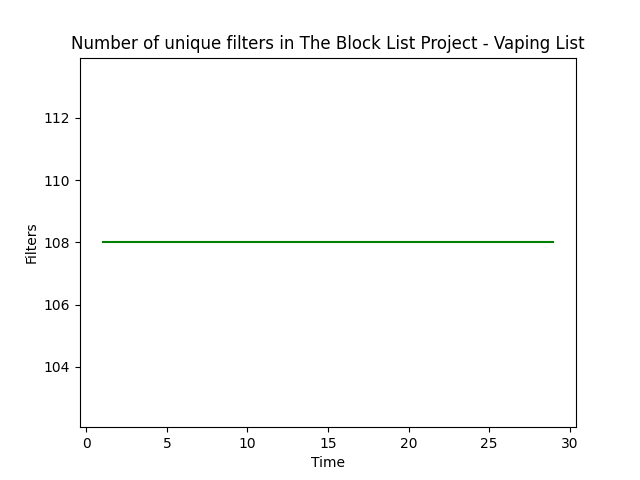 Number of unique filters in The Block List Project - Vaping List
112
110
108
106
104
Filters
0 5 10 15 20 25 30
Time